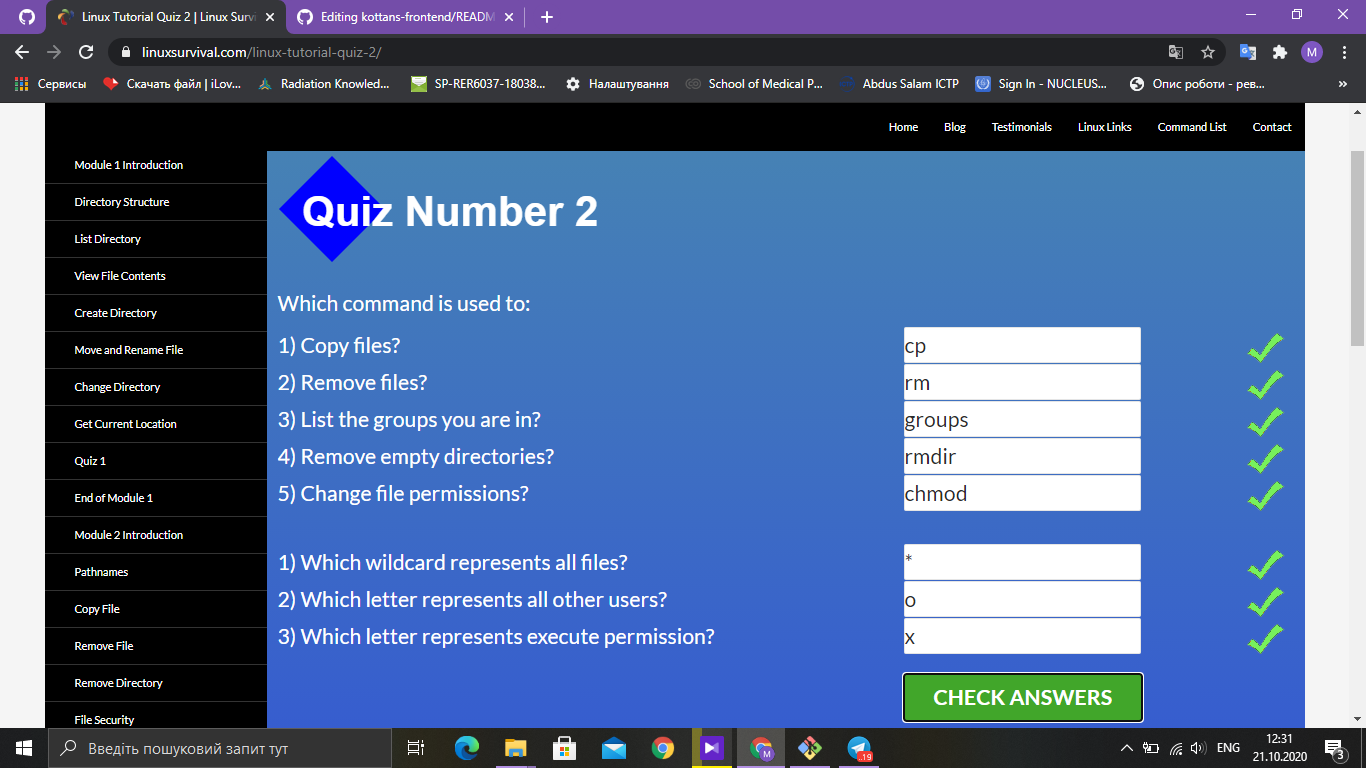 Linux Tutorial Quiz 2 | Linux Survi
Editing kottans-frontend/READM
linuxsurvival.com/linux-tutorial-quiz-2/
Сервисы
Скачать файл | iLov...
Radiation Knowled...
SP-RER6037-18038...
Налаштування
School of Medical P...
Abdus Salam ICTP
Sign In - NUCLEUS...
Опис роботи - рев...
»
M
Home Blog Testimonials Linux Links Command List Contact
Module 1 Introduction
Directory Structure
List Directory
View File Contents
Create Directory
Move and Rename File
Change Directory
Get Current Location
Quiz 1
End of Module 1
Module 2 Introduction
Pathnames
Copy File
Remove File
Remove Directory
File Security
Quiz Number 2
Which command is used to:
1) Copy files? cp
2) Remove files? rm
3) List the groups you are in? groups
4) Remove empty directories? rmdir
5) Change file permissions? chmod
1) Which wildcard represents all files? *
2) Which letter represents all other users? o
3) Which letter represents execute permission? x
CHECK ANSWERS
Введіть пошуковий запит тут
M
..19
ENG
12:31
21.10.2020
3